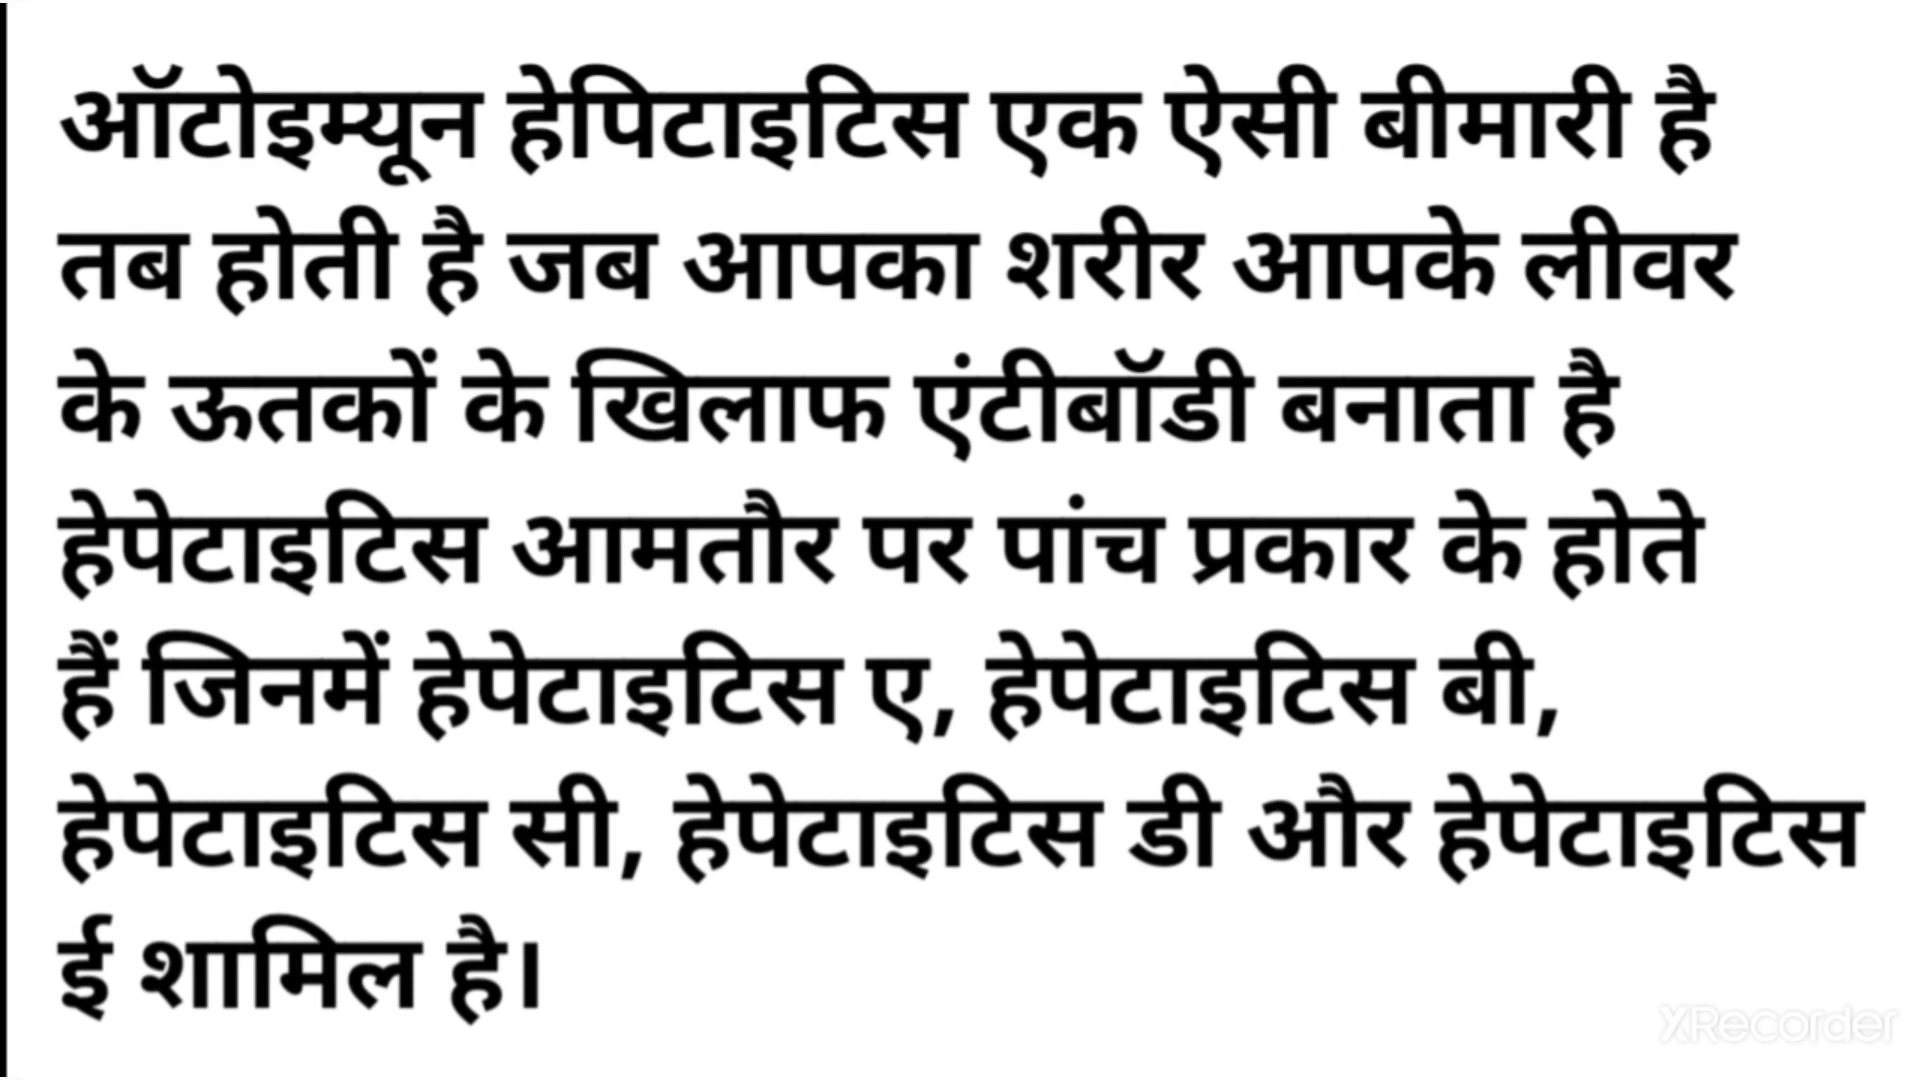 ऑटोइम्यून हेपिटाइटिस एक ऐसी बीमारी है
तब होती है जब आपका शरीर आपके लीवर
के ऊतकों के खिलाफ एंटीबॉडी बनाता है
हेपेटाइटिस आमतौर पर पांच प्रकार के होते
हैं जिनमें हेपेटाइटिस ए, हेपेटाइटिस बी,
हेपेटाइटिस सी, हेपेटाइटिस डी और हेपेटाइटिस
ई शामिल है।
XRecorder